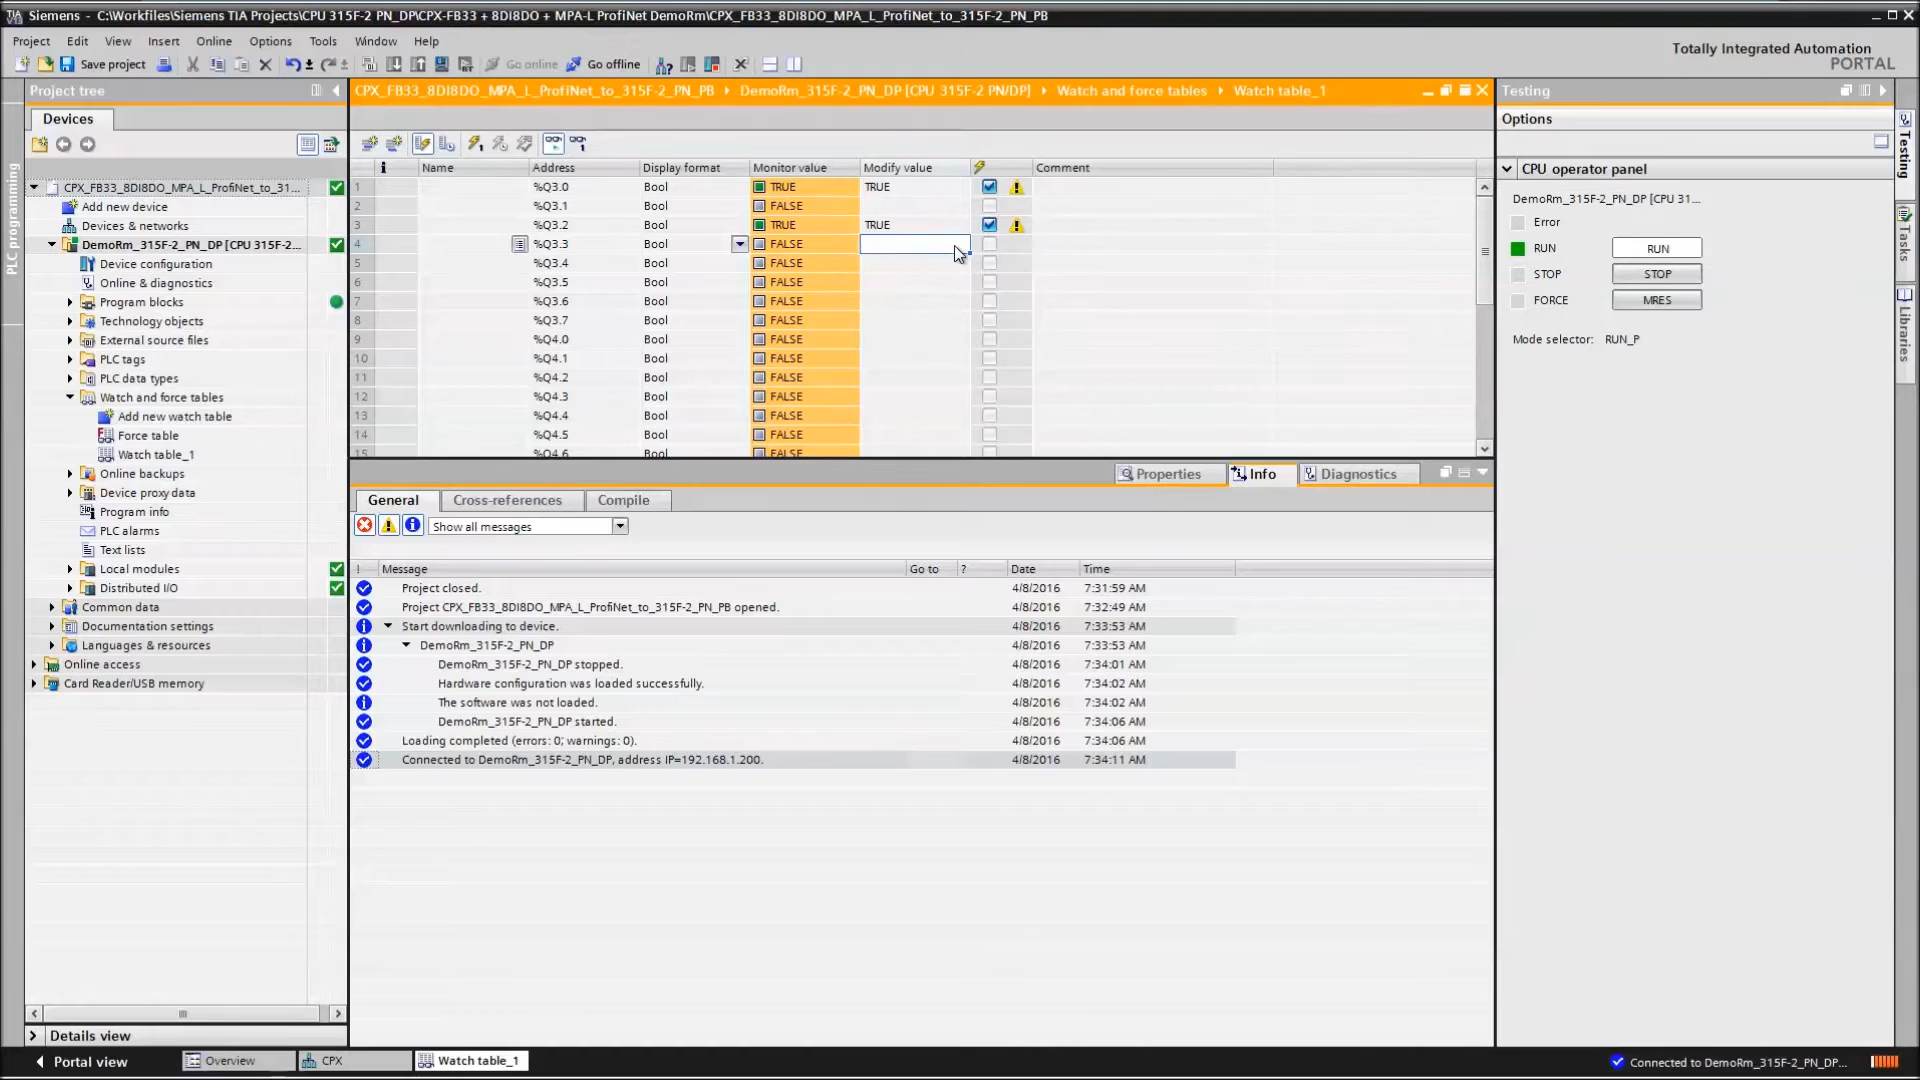 Siemens - C:\Workfiles\Siemens TIA Projects\CPU 315F-2 PN_DP\CPX-FB33 + 8DI8DO + MPA-L ProfiNet DemoRm\CPX_FB33_8DI8DO_MPA_L_ProfiNet_to_315F-2_PN_PB
Project Edit View Insert Online Options Tools Window Help
Totally Integrated Automation
PORTAL
Save project Go online Go offline
Project tree
CPX_FB33_8DI8DO_MPA_L_ProfiNet_to_315F-2_PN_PB DemoRm_315F-2_PN_DP [CPU 315F-2 PN/DP] Watch and force tables Watch table_1
Testing
Devices
Options
PLC programming
Testing
Tasks
Libraries
CPX_FB33_8DI8DO_MPA_L_ProfiNet_to_31...
Add new device
Devices & networks
DemoRm_315F-2_PN_DP [CPU 315F-2...
Device configuration
Online & diagnostics
Program blocks
Technology objects
External source files
PLC tags
PLC data types
Watch and force tables
Add new watch table
Force table
Watch table_1
Online backups
Device proxy data
Program info
PLC alarms
Text lists
Local modules
Distributed I/O
Common data
Documentation settings
Languages & resources
Online access
Card Reader/USB memory
Details view
i Name Address Display format Monitor value Modify value Comment
1 %Q3.0 Bool TRUE TRUE
2 %Q3.1 Bool FALSE
3 %Q3.2 Bool TRUE TRUE
4 %Q3.3 Bool FALSE
5 %Q3.4 Bool FALSE
6 %Q3.5 Bool FALSE
7 %Q3.6 Bool FALSE
8 %Q3.7 Bool FALSE
9 %Q4.0 Bool FALSE
10 %Q4.1 Bool FALSE
11 %Q4.2 Bool FALSE
12 %Q4.3 Bool FALSE
13 %Q4.4 Bool FALSE
14 %Q4.5 Bool FALSE
15 %Q4.6 Bool FALSE
CPU operator panel
DemoRm_315F-2_PN_DP [CPU 31...
Error
RUN RUN
STOP STOP
FORCE MRES
Mode selector: RUN_P
Properties Info Diagnostics
General Cross-references Compile
Show all messages
! Message Go to ? Date Time
Project closed. 4/8/2016 7:31:59 AM
Project CPX_FB33_8DI8DO_MPA_L_ProfiNet_to_315F-2_PN_PB opened. 4/8/2016 7:32:49 AM
Start downloading to device. 4/8/2016 7:33:53 AM
DemoRm_315F-2_PN_DP 4/8/2016 7:33:53 AM
DemoRm_315F-2_PN_DP stopped. 4/8/2016 7:34:01 AM
Hardware configuration was loaded successfully. 4/8/2016 7:34:02 AM
The software was not loaded. 4/8/2016 7:34:02 AM
DemoRm_315F-2_PN_DP started. 4/8/2016 7:34:06 AM
Loading completed (errors: 0; warnings: 0). 4/8/2016 7:34:06 AM
Connected to DemoRm_315F-2_PN_DP, address IP=192.168.1.200. 4/8/2016 7:34:11 AM
Portal view Overview CPX Watch table_1 Connected to DemoRm_315F-2_PN_DP...